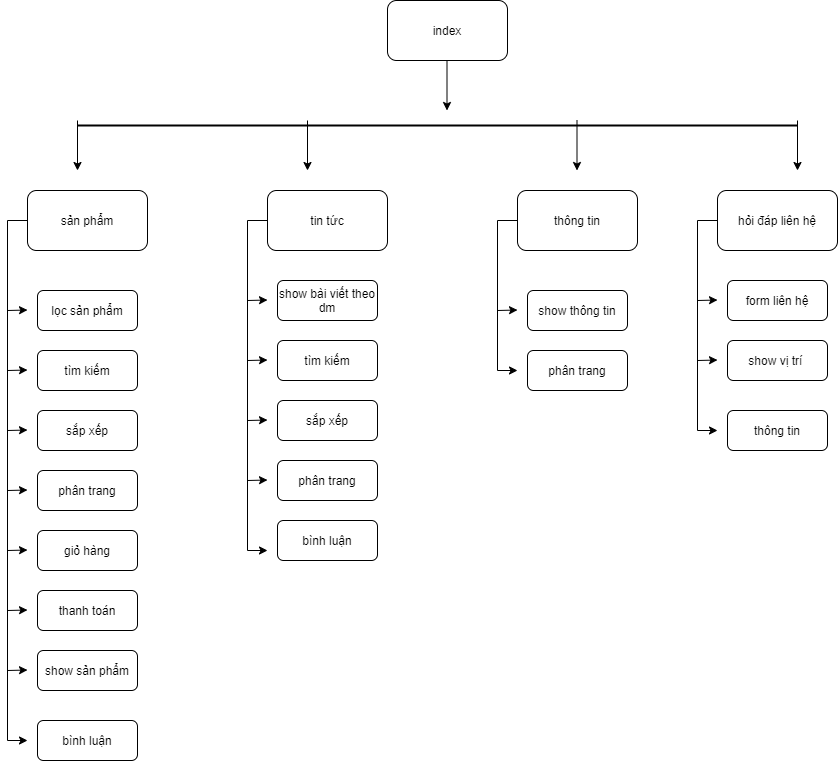 index
sản phẩm
lọc sản phẩm
tìm kiếm
sắp xếp
phân trang
giỏ hàng
thanh toán
show sản phẩm
bình luận
tin tức
show bài viết theo
dm
tìm kiếm
sắp xếp
phân trang
bình luận
thông tin
show thông tin
phân trang
hỏi đáp liên hệ
form liên hệ
show vị trí
thông tin